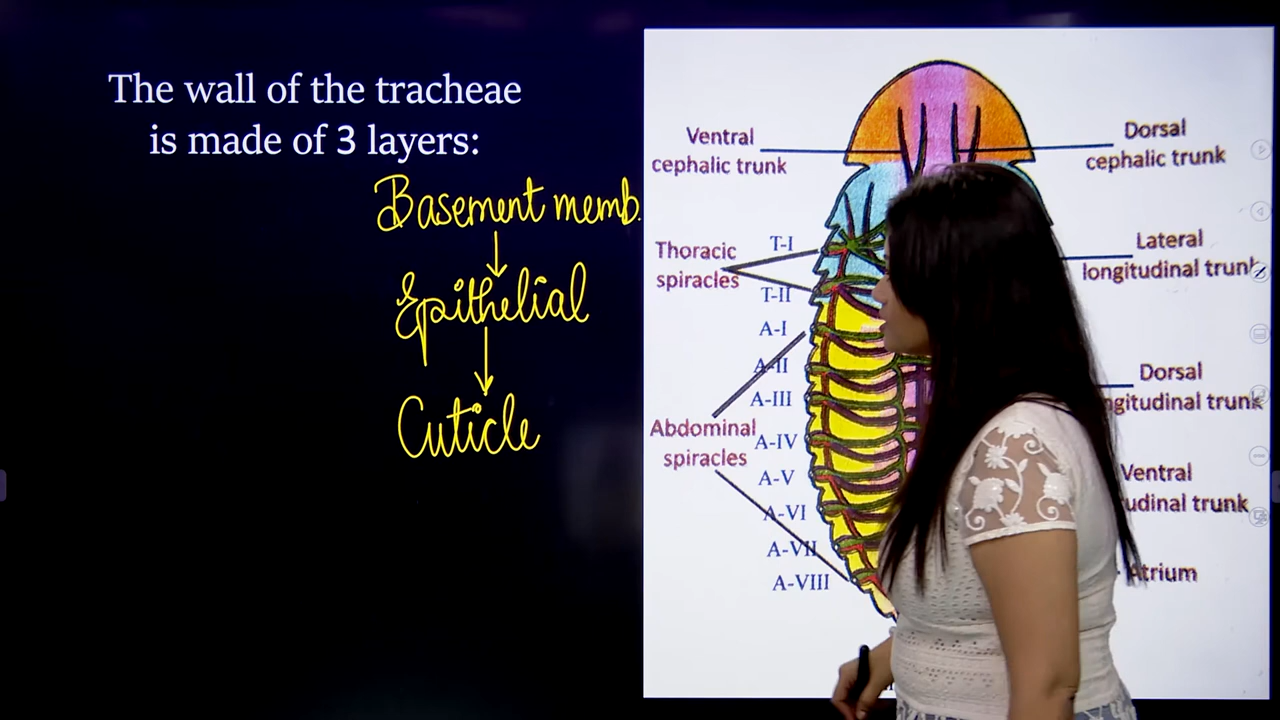 The wall of the tracheae
is made of 3 layers:
Basement memb.
Epithelial
Cuticle
Ventral
cephalic trunk
Dorsal
cephalic trunk
Thoracic
spiracles
T-I
T-II
Lateral
longitudinal trunk
A-I
A-II
A-III
A-IV
A-V
A-VI
A-VII
A-VIII
Abdominal
spiracles
Dorsal
trunk
Ventral
trunk
Atrium